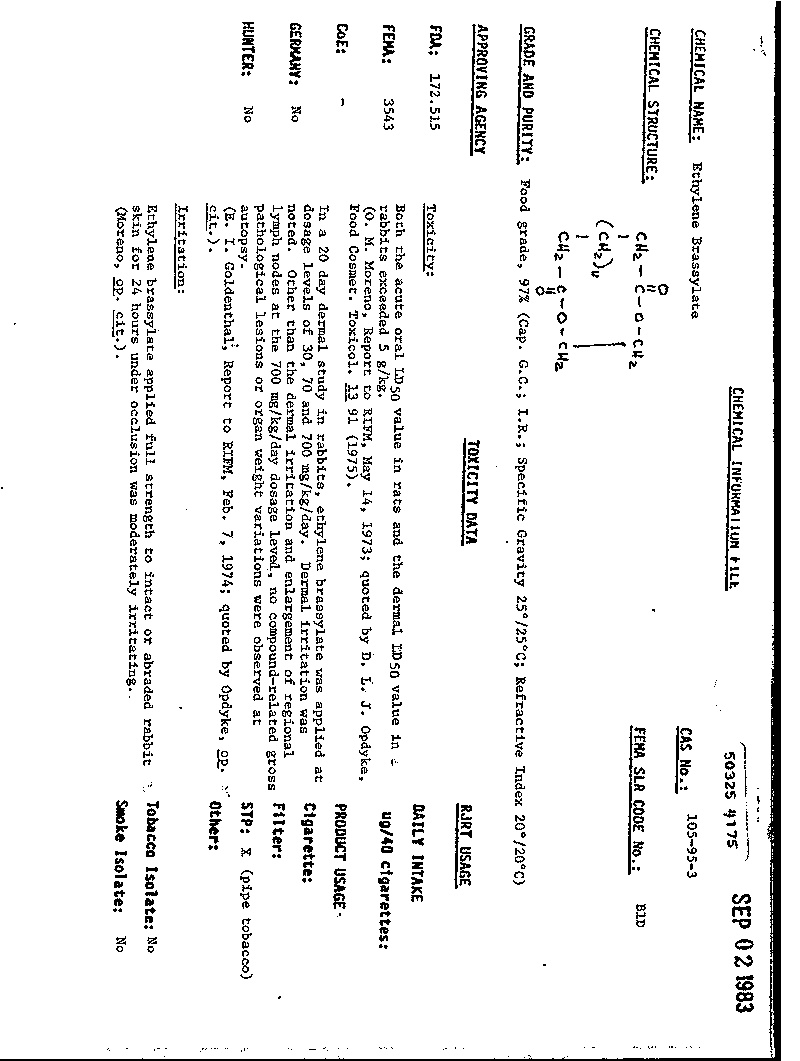 CHEMICAL INFORMATION FILE
50325 4175
SEP 02 1983
CHEMICAL NAME: Ethylene Brassylate
CAS No.: 105-95-3
CHEMICAL STRUCTURE:
FEMA SLR CODE No.: B1D
O
CH2 - C - O - CH2
(CH2)11
CH2 - C - O - CH2
O
GRADE AND PURITY: Food grade, 97% (Cap. G.C.; I.R.; Specific Gravity 25°/25°C; Refractive Index 20°/20°C)
APPROVING AGENCY
TOXICITY DATA
RJRT USAGE
FDA: 172.515
FEMA: 3543
CoE: -
GERMANY: No
HUNTER: No
Toxicity:
Both the acute oral LD50 value in rats and the dermal LD50 value in
rabbits exceeded 5 g/kg.
(O. M. Moreno, Report to RIFM, May 14, 1973; quoted by D. L. J. Opdyke,
Food Cosmet. Toxicol. 13 91 (1975).
In a 20 day dermal study in rabbits, ethylene brassylate was applied at
dosage levels of 30, 70 and 700 mg/kg/day. Dermal irritation was
noted. Other than the dermal irritation and enlargement of regional
lymph nodes at the 700 mg/kg/day dosage level, no compound-related gross
pathological lesions or organ weight variations were observed at
autopsy.
(E. I. Goldenthal, Report to RIFM, Feb. 7, 1974; quoted by Opdyke, op.
cit.).
Irritation:
Ethylene brassylate applied full strength to intact or abraded rabbit
skin for 24 hours under occlusion was moderately irritating.
(Moreno, op. cit.).
DAILY INTAKE
ug/40 cigarettes:
PRODUCT USAGE
Cigarette:
Filter:
STP: X (pipe tobacco)
Other:
Tobacco Isolate: No
Smoke Isolate: No